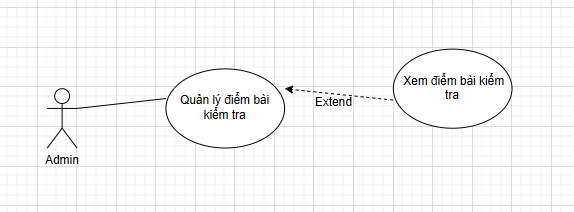 Xem điểm bài kiểm
tra
Quản lý điểm bài
kiểm tra
Extend
Admin